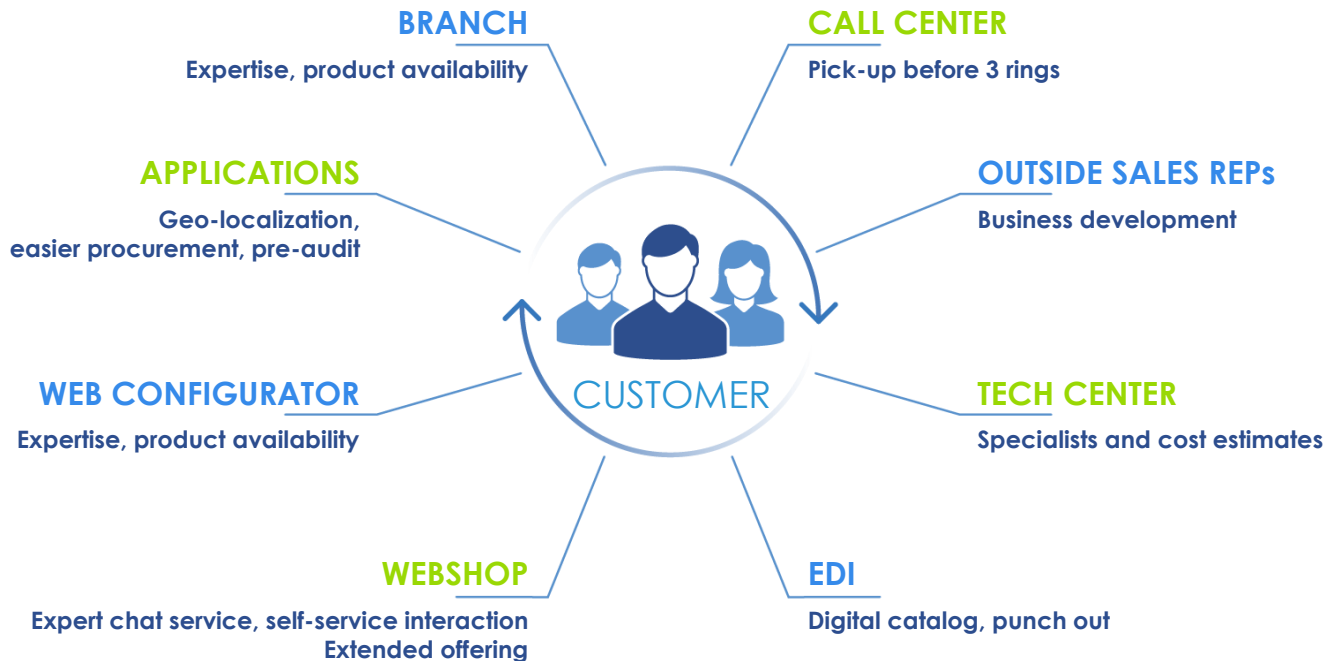 BRANCH
Expertise, product availability
CALL CENTER
Pick-up before 3 rings
APPLICATIONS
Geo-localization,
easier procurement, pre-audit
OUTSIDE SALES REPs
Business development
CUSTOMER
WEB CONFIGURATOR
Expertise, product availability
TECH CENTER
Specialists and cost estimates
WEBSHOP
Expert chat service, self-service interaction
Extended offering
EDI
Digital catalog, punch out